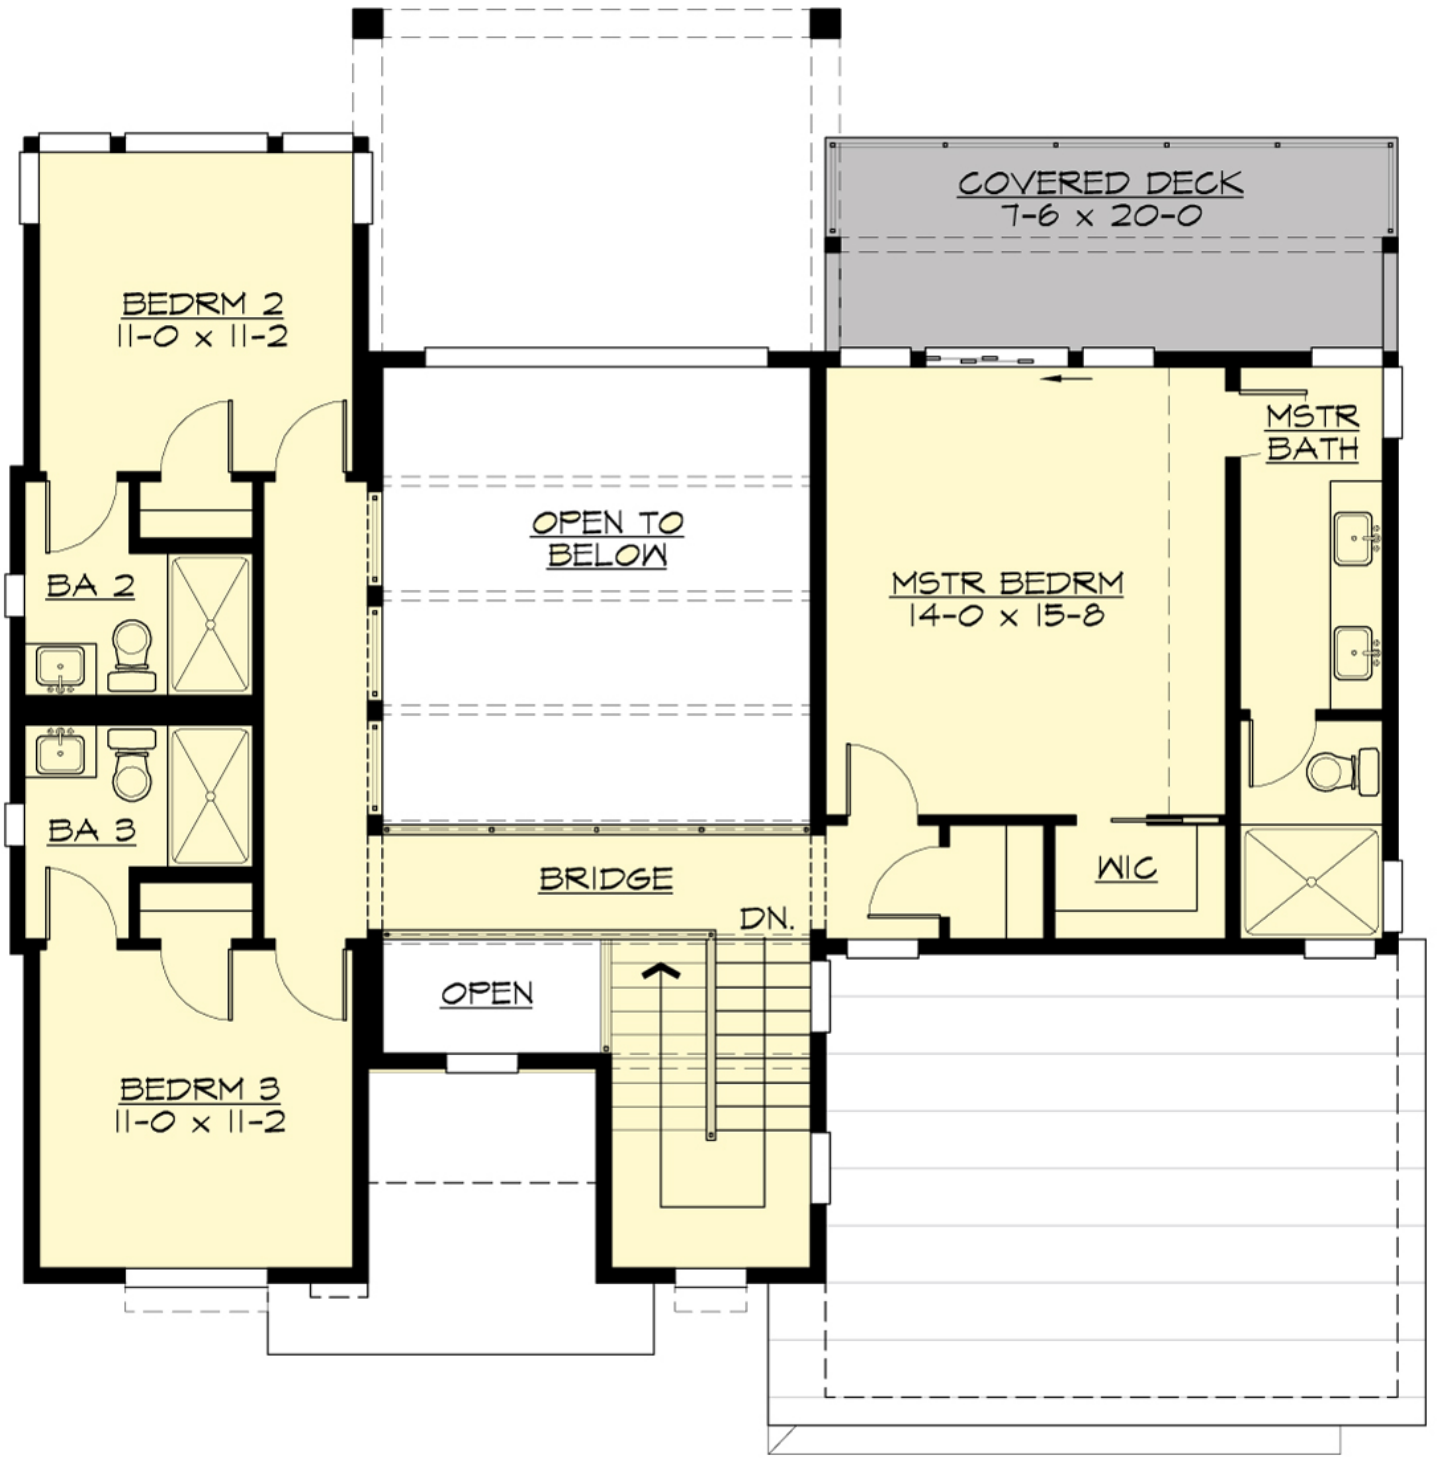 COVERED DECK
7-6 x 20-0
BEDRM 2
11-0 x 11-2
MSTR
BATH
OPEN TO
BELOW
MSTR BEDRM
14-0 x 15-8
BA 2
BA 3
BRIDGE
WIC
DN.
OPEN
BEDRM 3
11-0 x 11-2